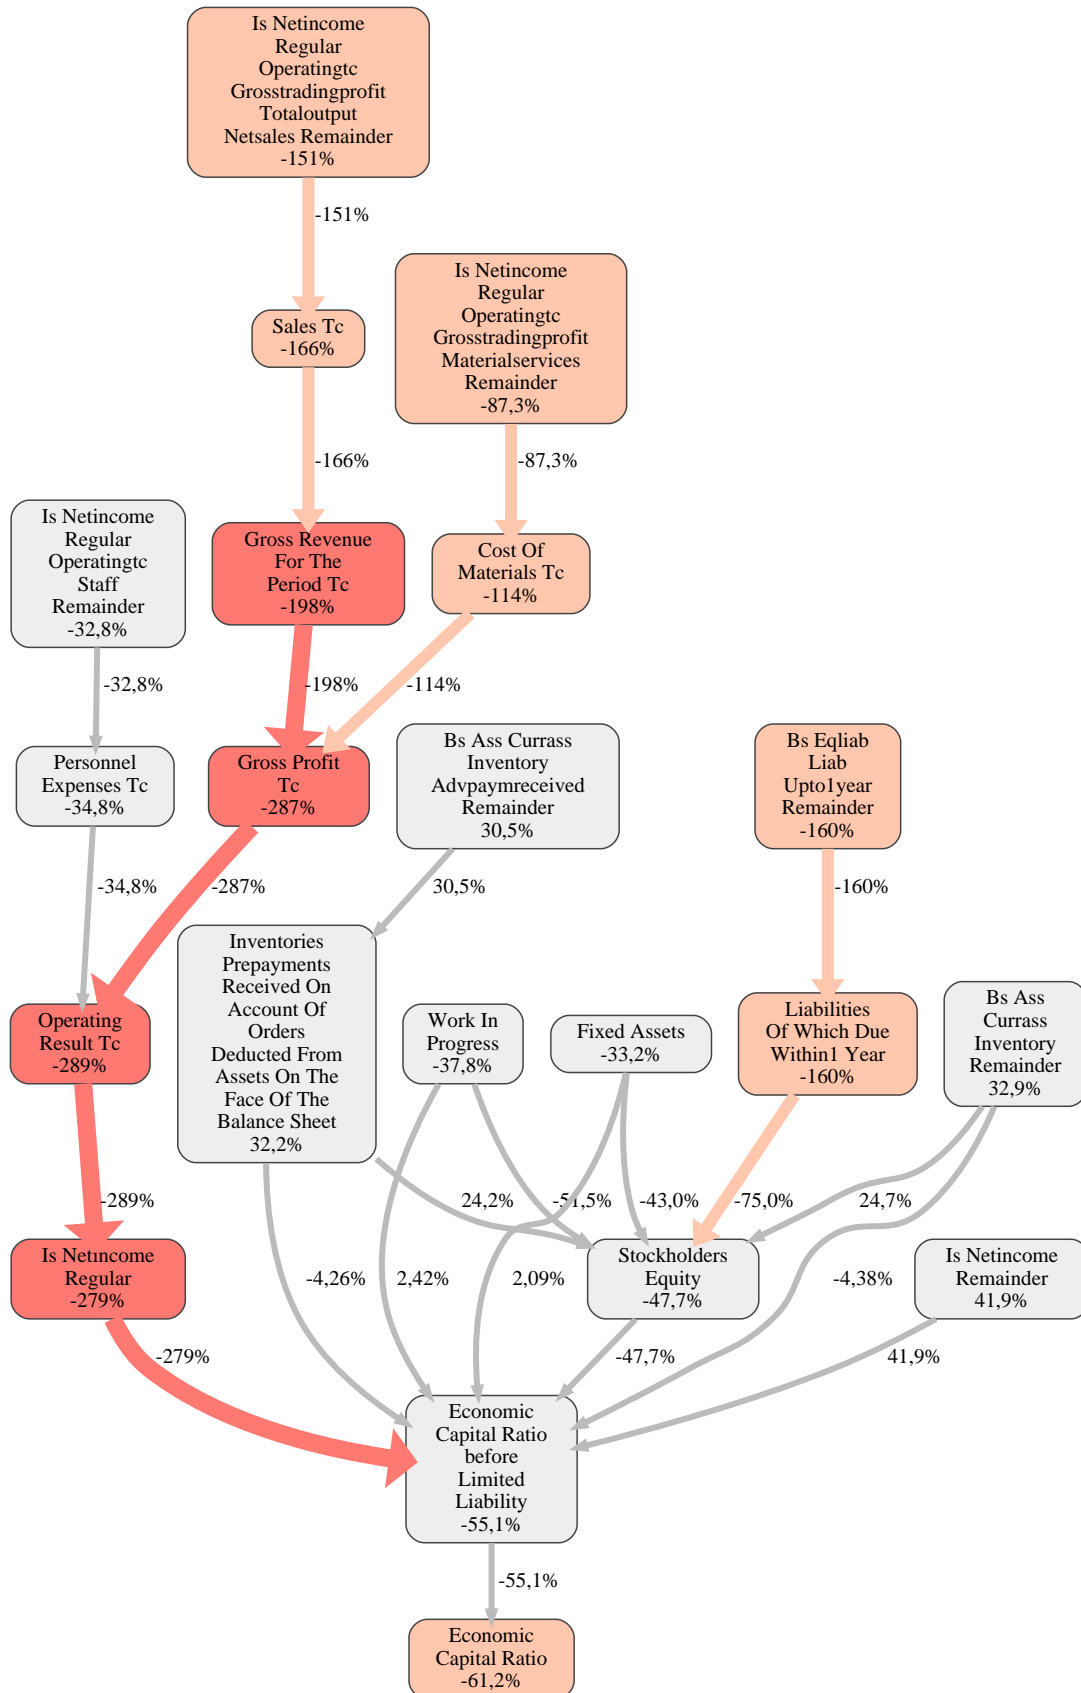 Is Netincome
Regular
Operatingtc
Grosstradingprofit
Totaloutput
Netsales Remainder
-151%
-151%
Sales Tc
-166%
Is Netincome
Regular
Operatingtc
Grosstradingprofit
Materialservices
Remainder
-87,3%
-166%
-87,3%
Is Netincome
Regular
Operatingtc
Staff
Remainder
-32,8%
Gross Revenue
For The
Period Tc
-198%
Cost Of
Materials Tc
-114%
-32,8%
-198%
-114%
Personnel
Expenses Tc
-34,8%
Gross Profit
Tc
-287%
Bs Ass Currass
Inventory
Advpaymreceived
Remainder
30,5%
Bs Eqliab
Liab
Upto1year
Remainder
-160%
-34,8%
-287%
30,5%
-160%
Operating
Result Tc
-289%
Inventories
Prepayments
Received On
Account Of
Orders
Deducted From
Assets On The
Face Of The
Balance Sheet
32,2%
Work In
Progress
-37,8%
Fixed Assets
-33,2%
Liabilities
Of Which Due
Within1 Year
-160%
Bs Ass
Currass
Inventory
Remainder
32,9%
-289%
24,2%
-51,5%
-43,0%
-75,0%
24,7%
Is Netincome
Regular
-279%
-4,26%
2,42%
2,09%
Stockholders
Equity
-47,7%
-4,38%
Is Netincome
Remainder
41,9%
-279%
-47,7%
41,9%
Economic
Capital Ratio
before
Limited
Liability
-55,1%
-55,1%
Economic
Capital Ratio
-61,2%